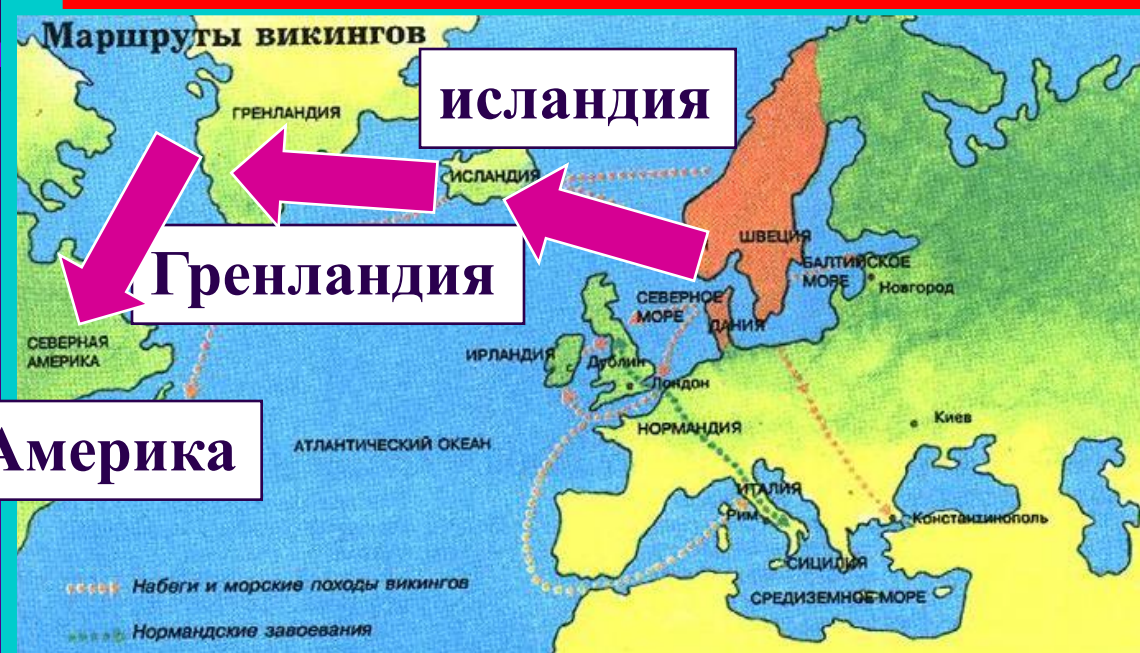 Маршруты викингов
исландия
ГРЕНЛАНДИЯ
ИСЛАНДИЯ
Гренландия
ШВЕЦИЯ
БАЛТИЙСКОЕ
МОРЕ
Новгород
СЕВЕРНОЕ
МОРЕ
ДАНИЯ
СЕВЕРНАЯ
АМЕРИКА
ИРЛАНДИЯ
Дублин
Лондон
Америка
АТЛАНТИЧЕСКИЙ ОКЕАН
НОРМАНДИЯ
Киев
ИТАЛИЯ
Рим
Константинополь
СИЦИЛИЯ
СРЕДИЗЕМНОЕ МОРЕ
Набеги и морские походы викингов
Нормандские завоевания